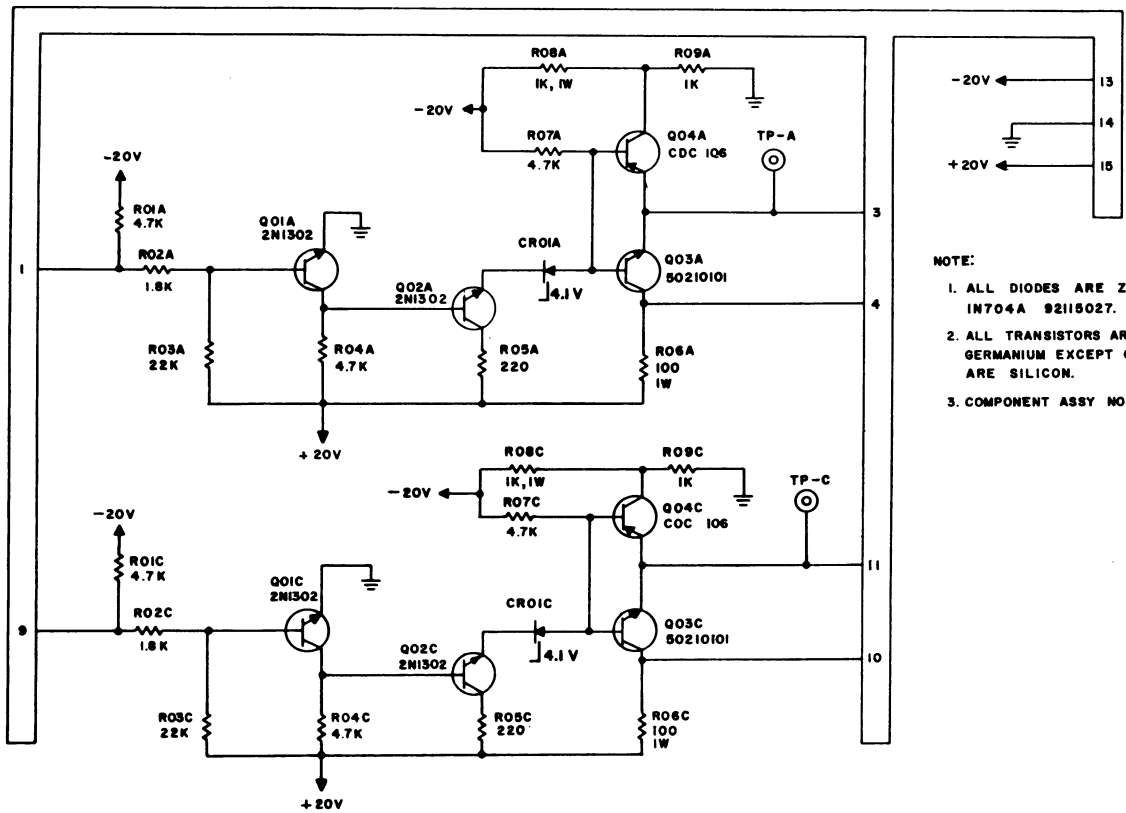 R08A
1K, 1W
R09A
1K
-20V
R07A
4.7K
Q04A
CDC 106
TP-A
-20V
13
14
+20V
15
-20V
R01A
4.7K
Q01A
2N1302
R02A
1.8K
1
3
CR01A
4.1 V
Q03A
50210101
Q02A
2N1302
4
R03A
22K
R04A
4.7K
R05A
220
R06A
100
1W
+ 20V
NOTE:
1. ALL DIODES ARE Z
1N704A 92115027.
2. ALL TRANSISTORS AR
GERMANIUM EXCEPT
ARE SILICON.
3. COMPONENT ASSY NO
R08C
1K, 1W
R09C
1K
-20V
R07C
4.7K
Q04C
COC 106
TP-C
-20V
R01C
4.7K
Q01C
2N1302
R02C
1.8K
9
11
CR01C
4.1 V
Q03C
50210101
Q02C
2N1302
10
R03C
22K
R04C
4.7K
R05C
220
R06C
100
1W
+ 20V